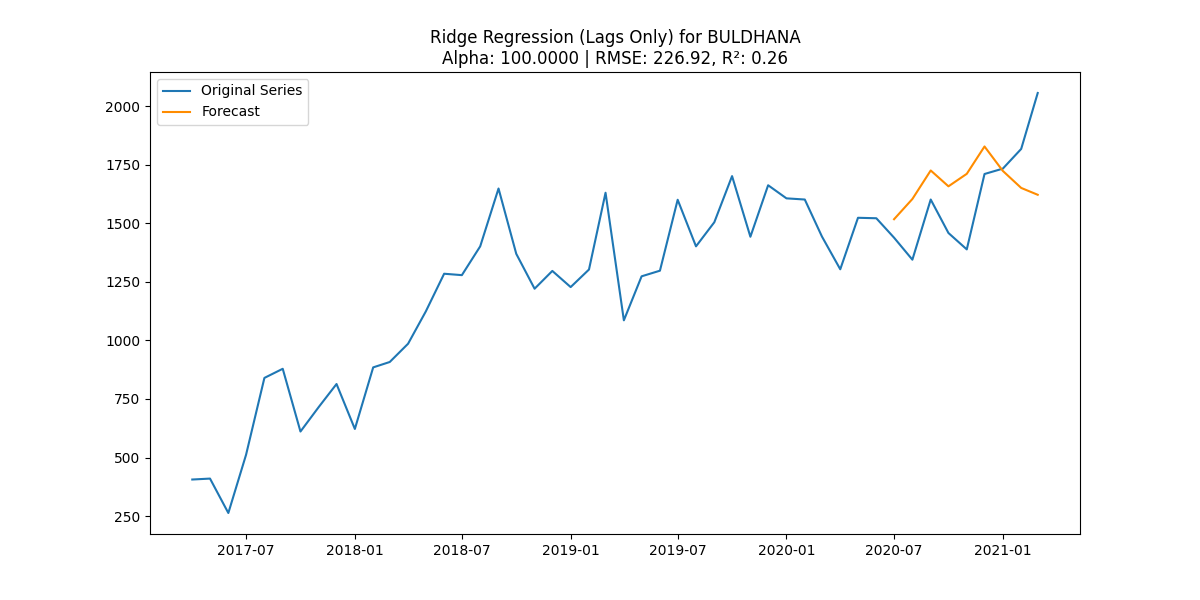 Ridge Regression (Lags Only) for BULDHANA
Alpha: 100.0000 | RMSE: 226.92, R²: 0.26
Original Series
Forecast
2000
1750
1500
1250
1000
750
500
250
2017-07 2018-01 2018-07 2019-01 2019-07 2020-01 2020-07 2021-01